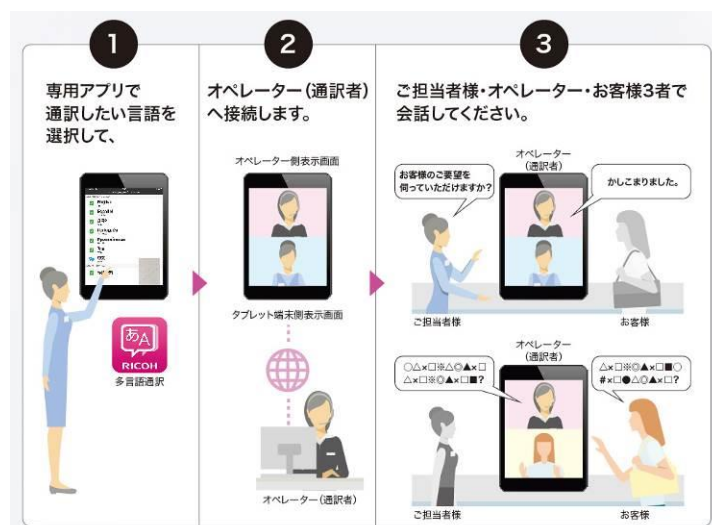 1
専用アプリで
通訳したい言語を
選択して、
あA
RICOH
多言語通訳
2
オペレーター(通訳者)
へ接続します。
オペレーター側表示画面
タブレット端末側表示画面
オペレーター(通訳者)
3
ご担当者様・オペレーター・お客様3者で
会話してください。
オペレーター
(通訳者)
お客様のご要望を
伺っていただけますか?
かしこまりました。
ご担当者様
お客様
オペレーター
(通訳者)
○△×□※△◎▲×□
△×□※◎▲×□■?
△×□※◎▲×□■○
#×□●△◎▲×□?
ご担当者様
お客様